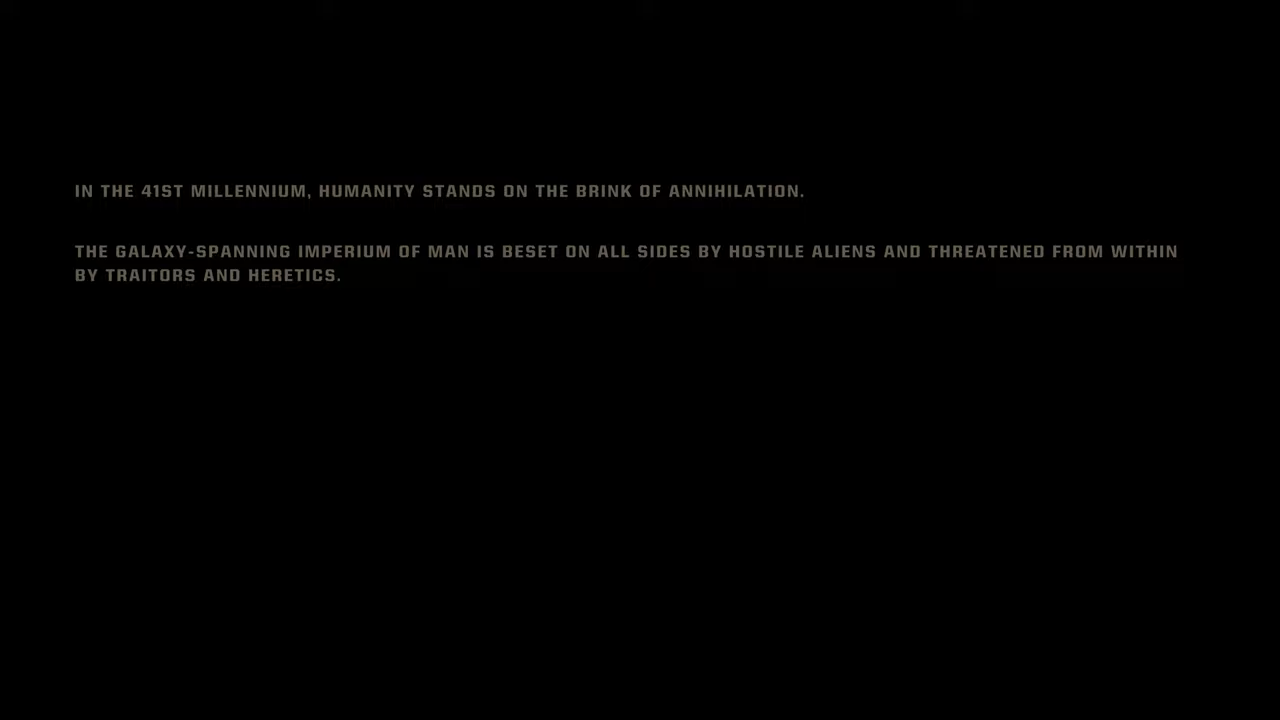 IN THE 41ST MILLENNIUM, HUMANITY STANDS ON THE BRINK OF ANNIHILATION.
THE GALAXY-SPANNING IMPERIUM OF MAN IS BESET ON ALL SIDES BY HOSTILE ALIENS AND THREATENED FROM WITHIN
BY TRAITORS AND HERETICS.